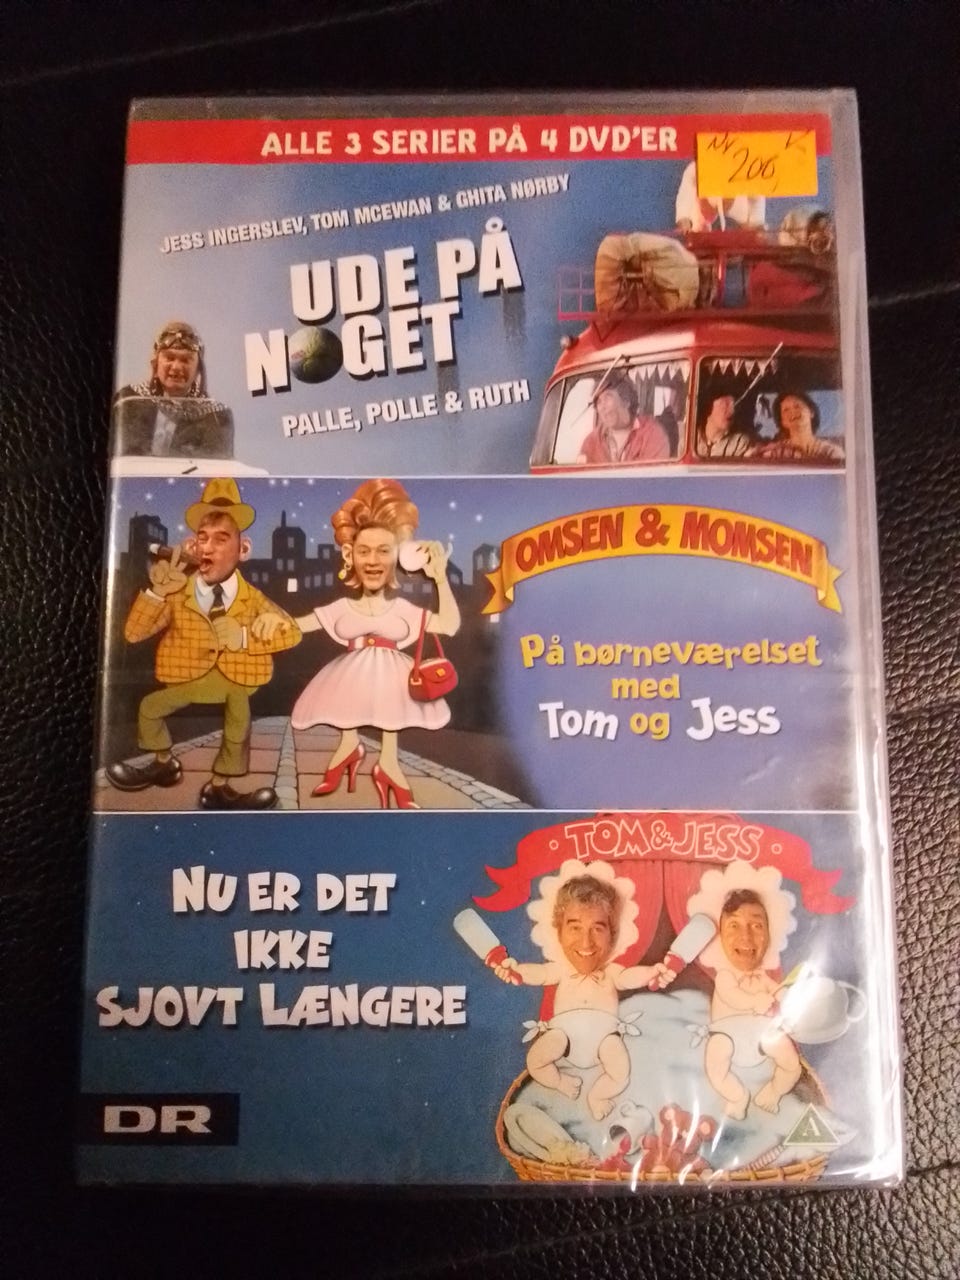 ALLE 3 SERIER PÅ 4 DVD'ER
200,
JESS INGERSLEV, TOM MCEWAN & GHITA NØRBY
UDE PÅ
NOGET
PALLE, POLLE & RUTH
OMSEN & MOMSEN
På børneværelset
med
Tom og Jess
TOM & JESS
NU ER DET
IKKE
SJOVT LÆNGERE
DR
A